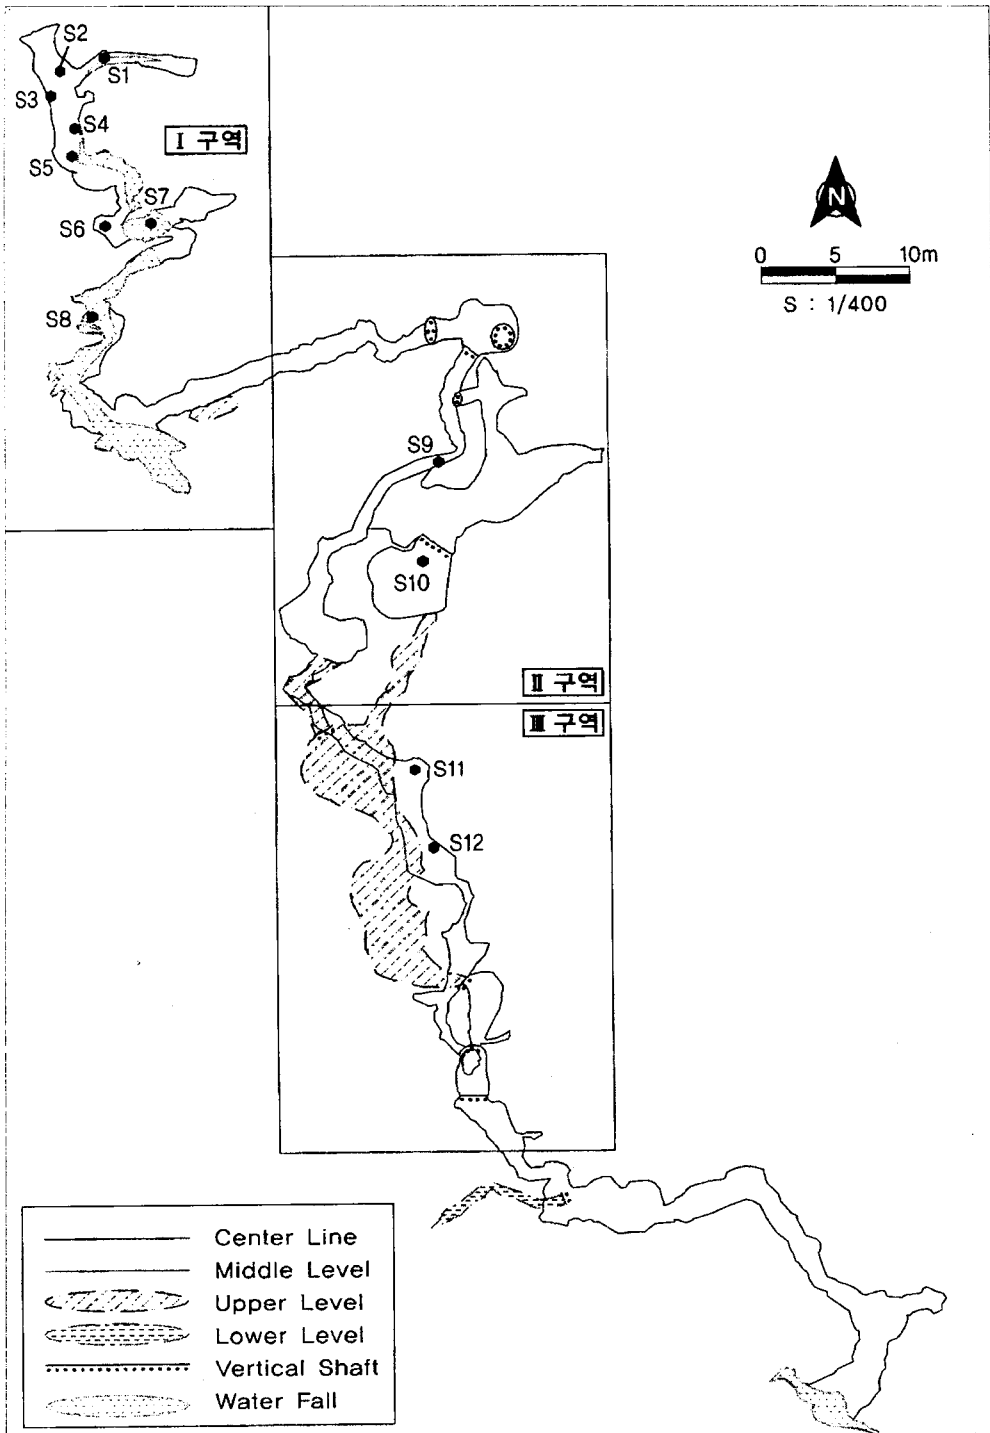 S2
S1
S3
S4
I 구역
S5
S7
S6
N
0 5 10m
S : 1/400
S8
S9
S10
II 구역
III 구역
S11
S12
Center Line
Middle Level
Upper Level
Lower Level
Vertical Shaft
Water Fall